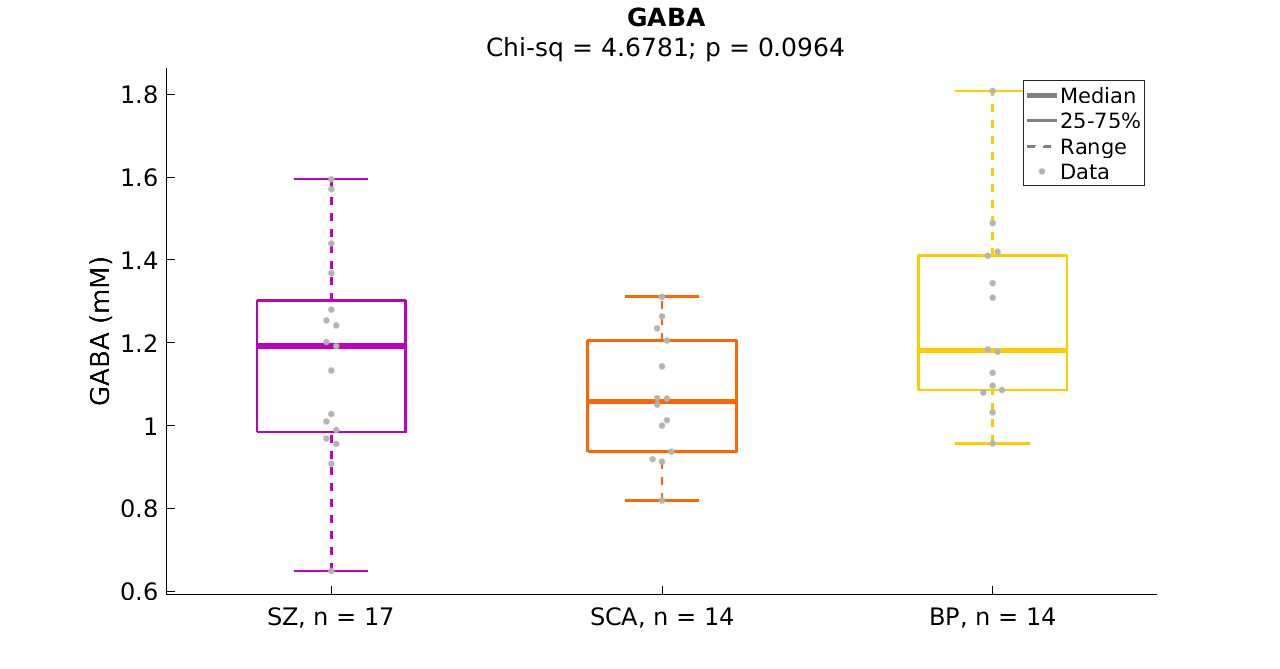 GABA
Chi-sq = 4.6781; p = 0.0964
Median
25-75%
Range
Data
GABA (mM)
1.8
1.6
1.4
1.2
1
0.8
0.6
SZ, n = 17
SCA, n = 14
BP, n = 14